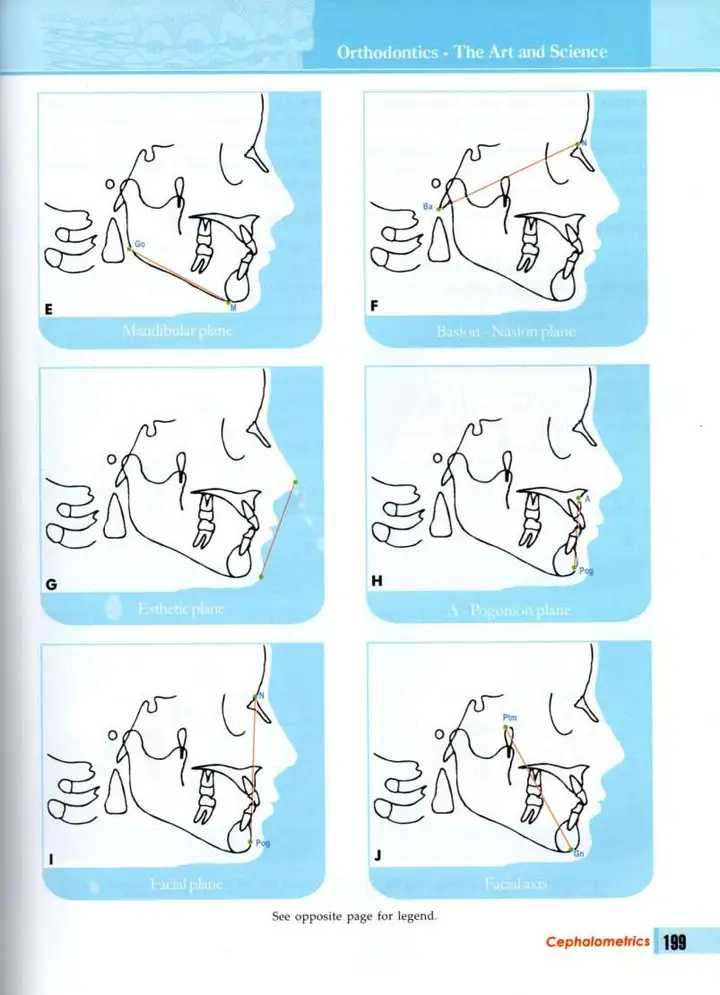 Orthodontics - The Art and Science
Go
M
E
Mandibular plane
N
Ba
F
Basion - Nasion plane
G
Esthetic plane
A
Pog
H
A - Pogonion plane
N
Pog
I
Facial plane
Ptm
Gn
J
Facial axis
See opposite page for legend.
Cephalometrics 199